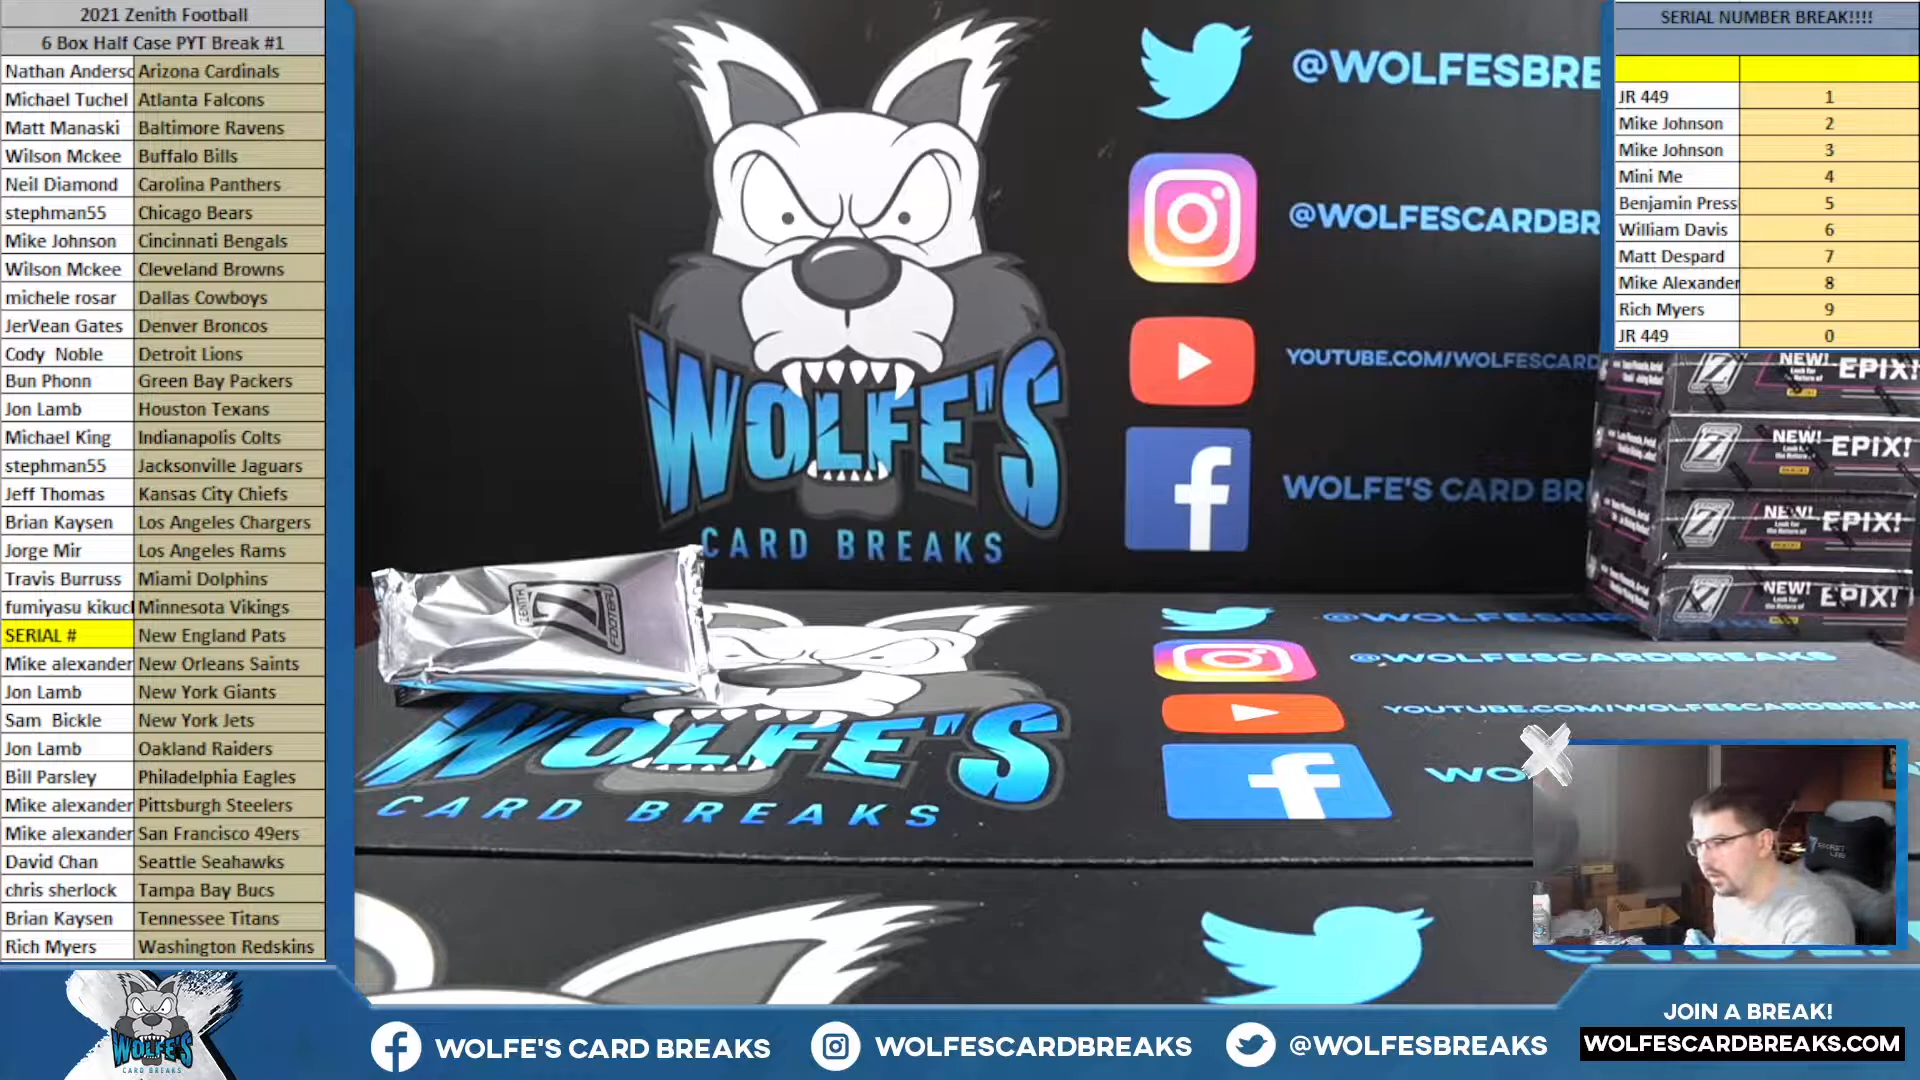 2021 Zenith Football
6 Box Half Case PYT Break #1
Nathan Anderso Arizona Cardinals
Michael Tuchel Atlanta Falcons
Matt Manaski Baltimore Ravens
Wilson Mckee Buffalo Bills
Neil Diamond Carolina Panthers
stephman55 Chicago Bears
Mike Johnson Cincinnati Bengals
Wilson Mckee Cleveland Browns
michele rosar Dallas Cowboys
JerVean Gates Denver Broncos
Cody Noble Detroit Lions
Bun Phonn Green Bay Packers
Jon Lamb Houston Texans
Michael King Indianapolis Colts
stephman55 Jacksonville Jaguars
Jeff Thomas Kansas City Chiefs
Brian Kaysen Los Angeles Chargers
Jorge Mir Los Angeles Rams
Travis Burruss Miami Dolphins
fumiyasu kikucl Minnesota Vikings
SERIAL # New England Pats
Mike alexander New Orleans Saints
Jon Lamb New York Giants
Sam Bickle New York Jets
Jon Lamb Oakland Raiders
Bill Parsley Philadelphia Eagles
Mike alexander Pittsburgh Steelers
Mike alexander San Francisco 49ers
David Chan Seattle Seahawks
chris sherlock Tampa Bay Bucs
Brian Kaysen Tennessee Titans
Rich Myers Washington Redskins
WOLFE'S
CARD BREAKS
@WOLFESBRE
@WOLFESCARDBR
YOUTUBE.COM/WOLFESCARD
WOLFE'S CARD BR
SERIAL NUMBER BREAK!!!!
JR 449 1
Mike Johnson 2
Mike Johnson 3
Mini Me 4
Benjamin Press 5
William Davis 6
Matt Despard 7
Mike Alexander 8
Rich Myers 9
JR 449 0
NEW! EPIX!
NEW! EPIX!
NEW! EPIX!
NEW! EPIX!
ZENITH
FOOTBALL
@WOLFESCARDBREAKS
YOUTUBE.COM/WOLFESCARDBREAK
WO
WOLFE'S
CARD BREAKS
WOLFE'S
CARD BREAKS
WOLFE'S CARD BREAKS
WOLFESCARDBREAKS
@WOLFESBREAKS
JOIN A BREAK!
WOLFESCARDBREAKS.COM